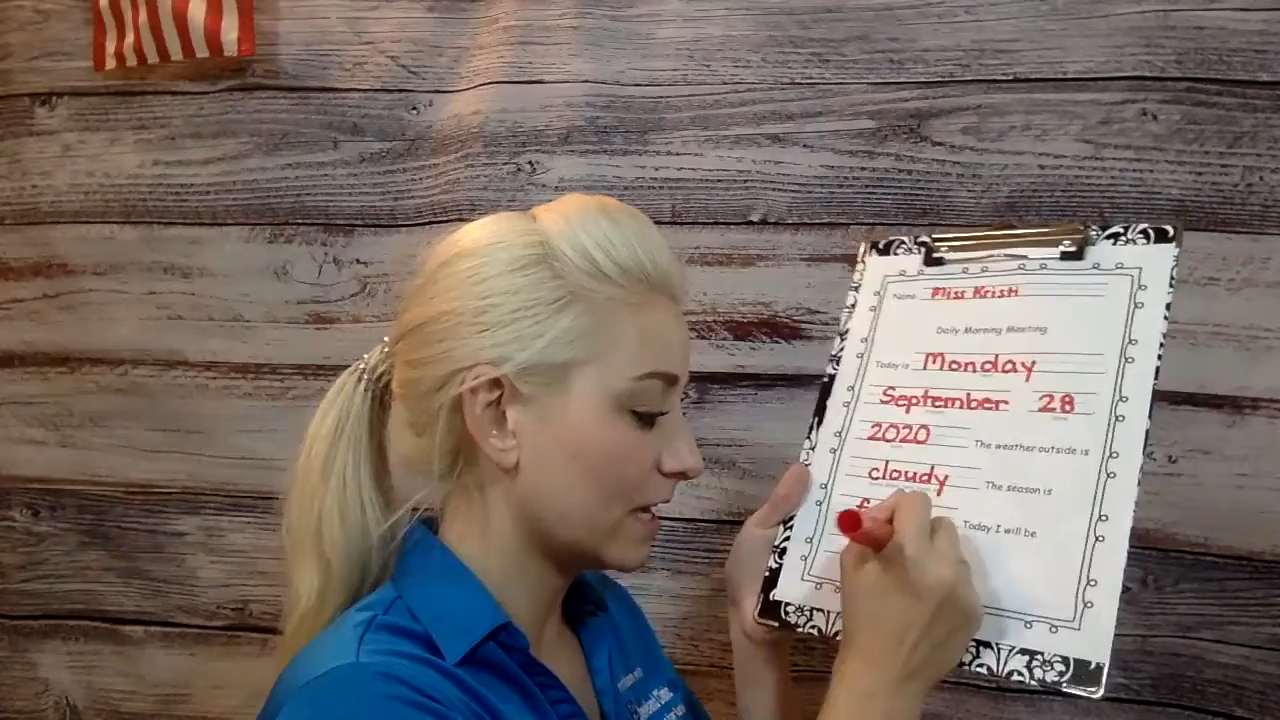 Name Miss Kristi
Daily Morning Meeting
Today is Monday
September 28
2020 The weather outside is
cloudy The season is
f Today I will be